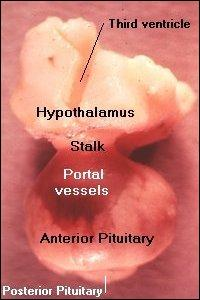 Third ventricle
Hypothalamus
Stalk
Portal
vessels
Anterior Pituitary
Posterior Pituitary